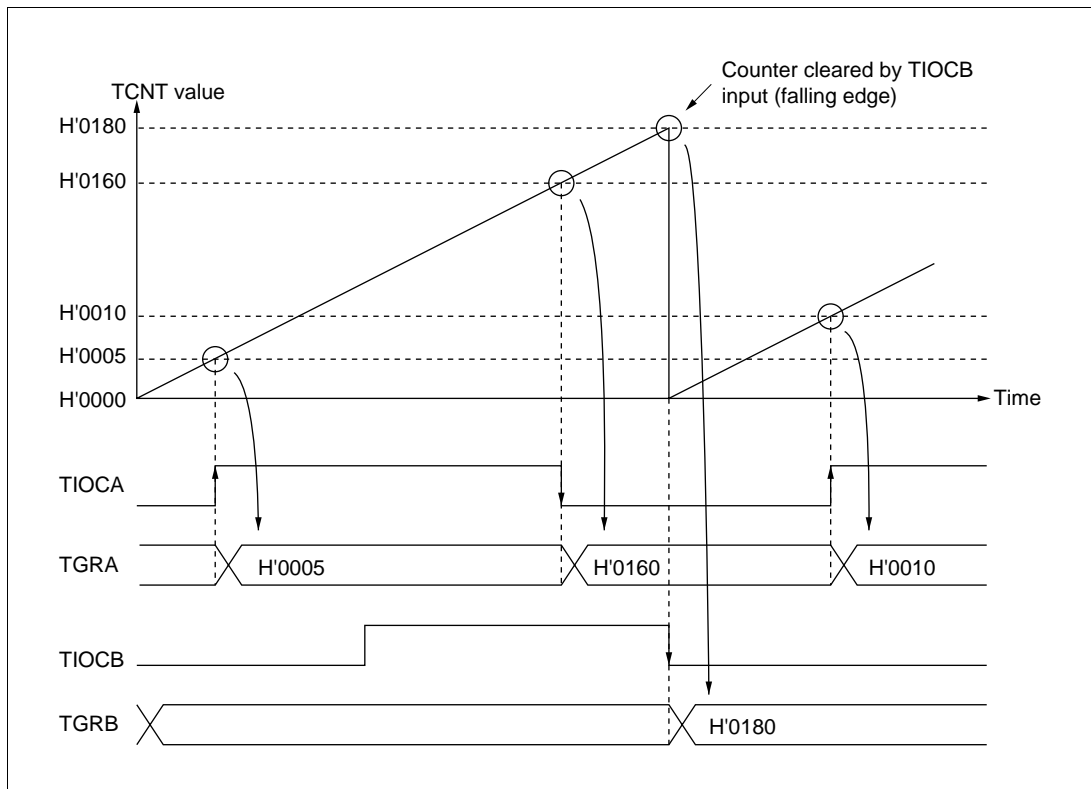 Counter cleared by TIOCB
input (falling edge)
TCNT value
H'0180
H'0160
H'0010
H'0005
H'0000
Time
TIOCA
TGRA
H'0005
H'0160
H'0010
TIOCB
TGRB
H'0180